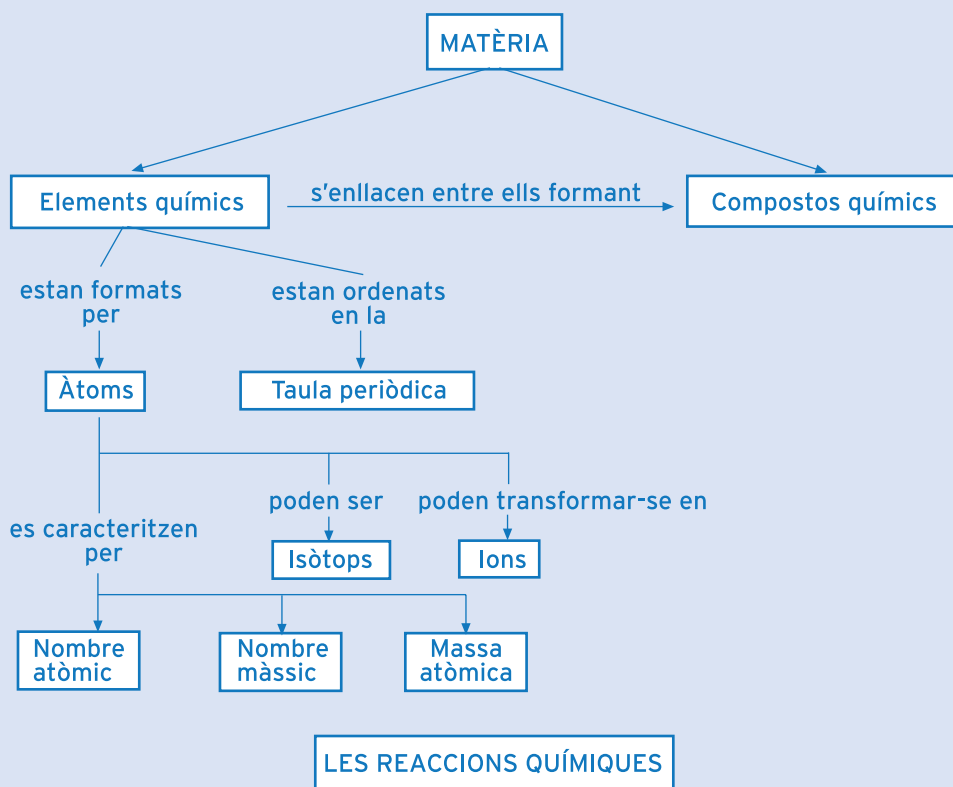 MATÈRIA
Elements químics
s'enllacen entre ells formant
Compostos químics
estan formats
per
estan ordenats
en la
Àtoms
Taula periòdica
es caracteritzen
per
poden ser
poden transformar-se en
Isòtops
Ions
Nombre
atòmic
Nombre
màssic
Massa
atòmica
LES REACCIONS QUÍMIQUES